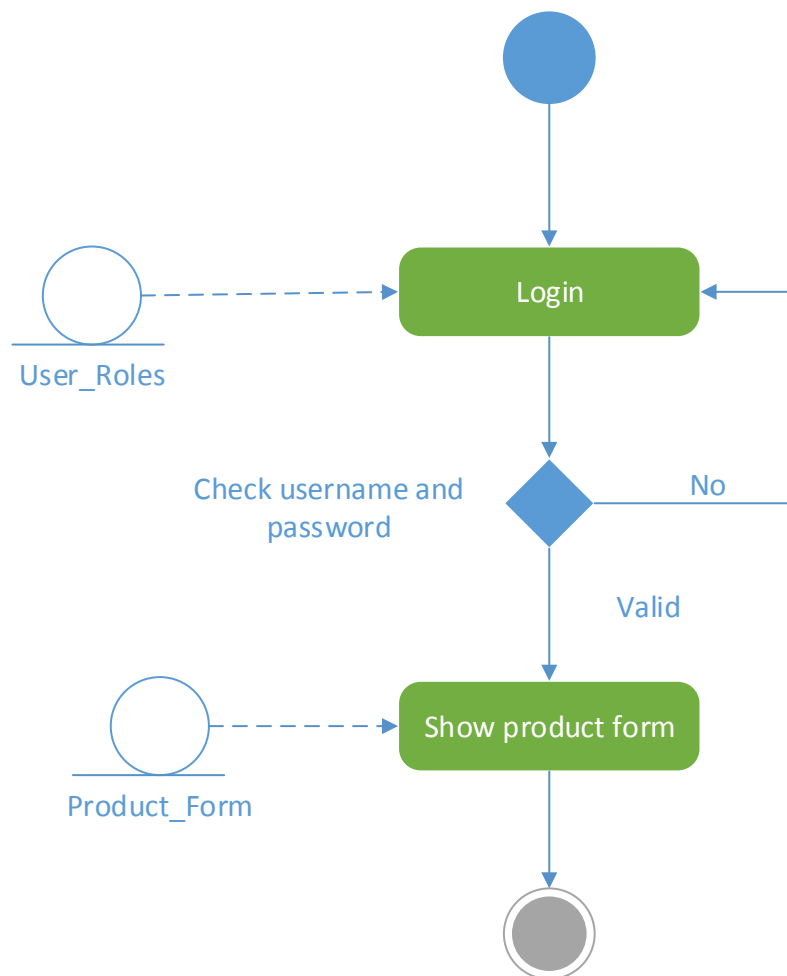 Login
User_Roles
Check username and
password
No
Valid
Show product form
Product_Form